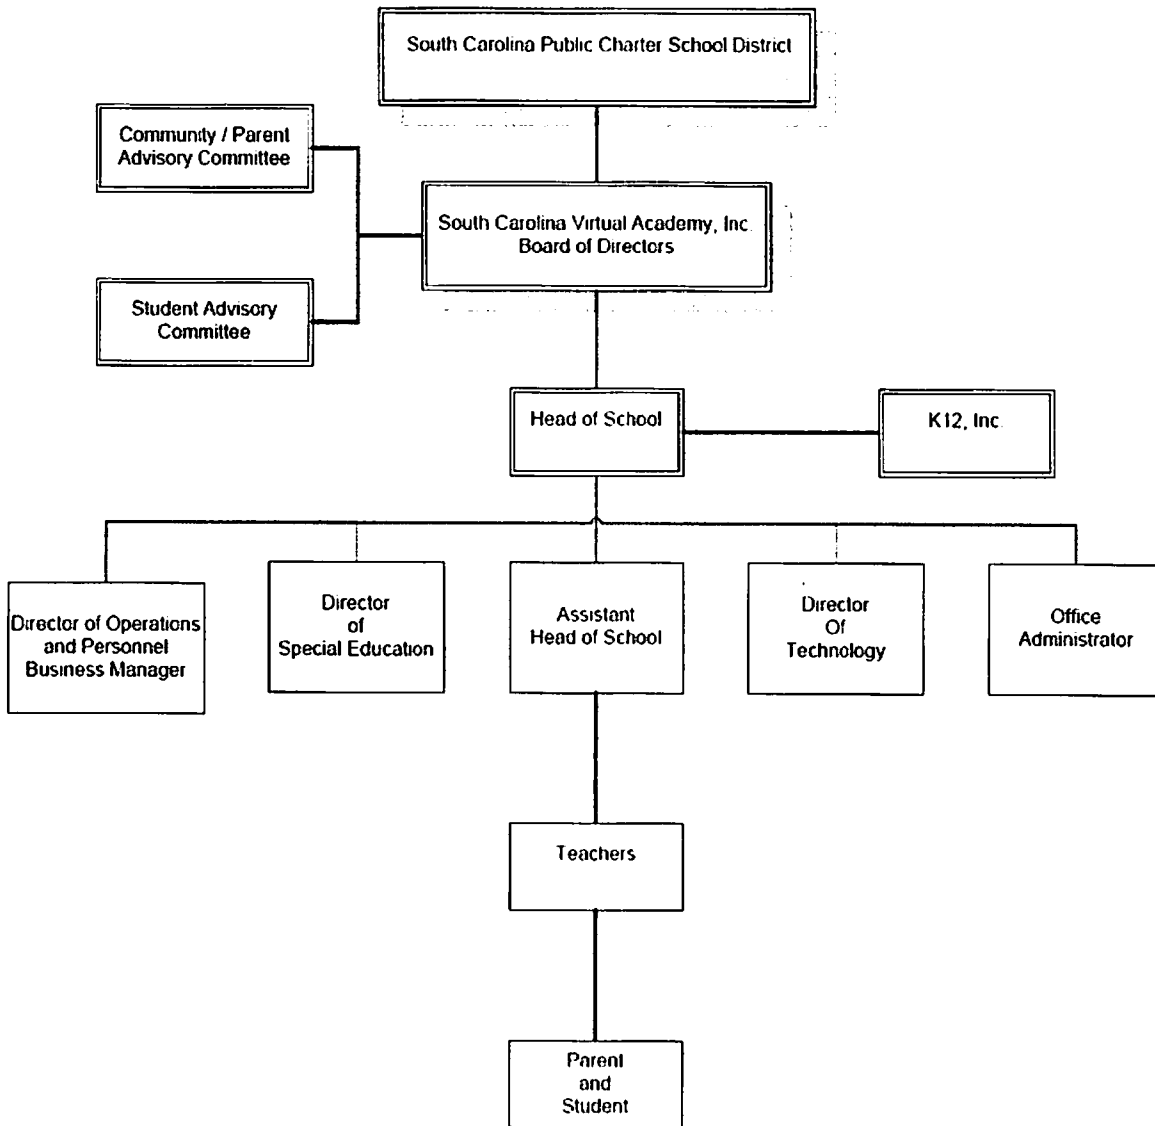 South Carolina Public Charter School District
Community / Parent
Advisory Committee
South Carolina Virtual Academy, Inc.
Board of Directors
Student Advisory
Committee
Head of School
K12, Inc.
Director of Operations
and Personnel
Business Manager
Director
of
Special Education
Assistant
Head of School
Director
Of
Technology
Office
Administrator
Teachers
Parent
and
Student